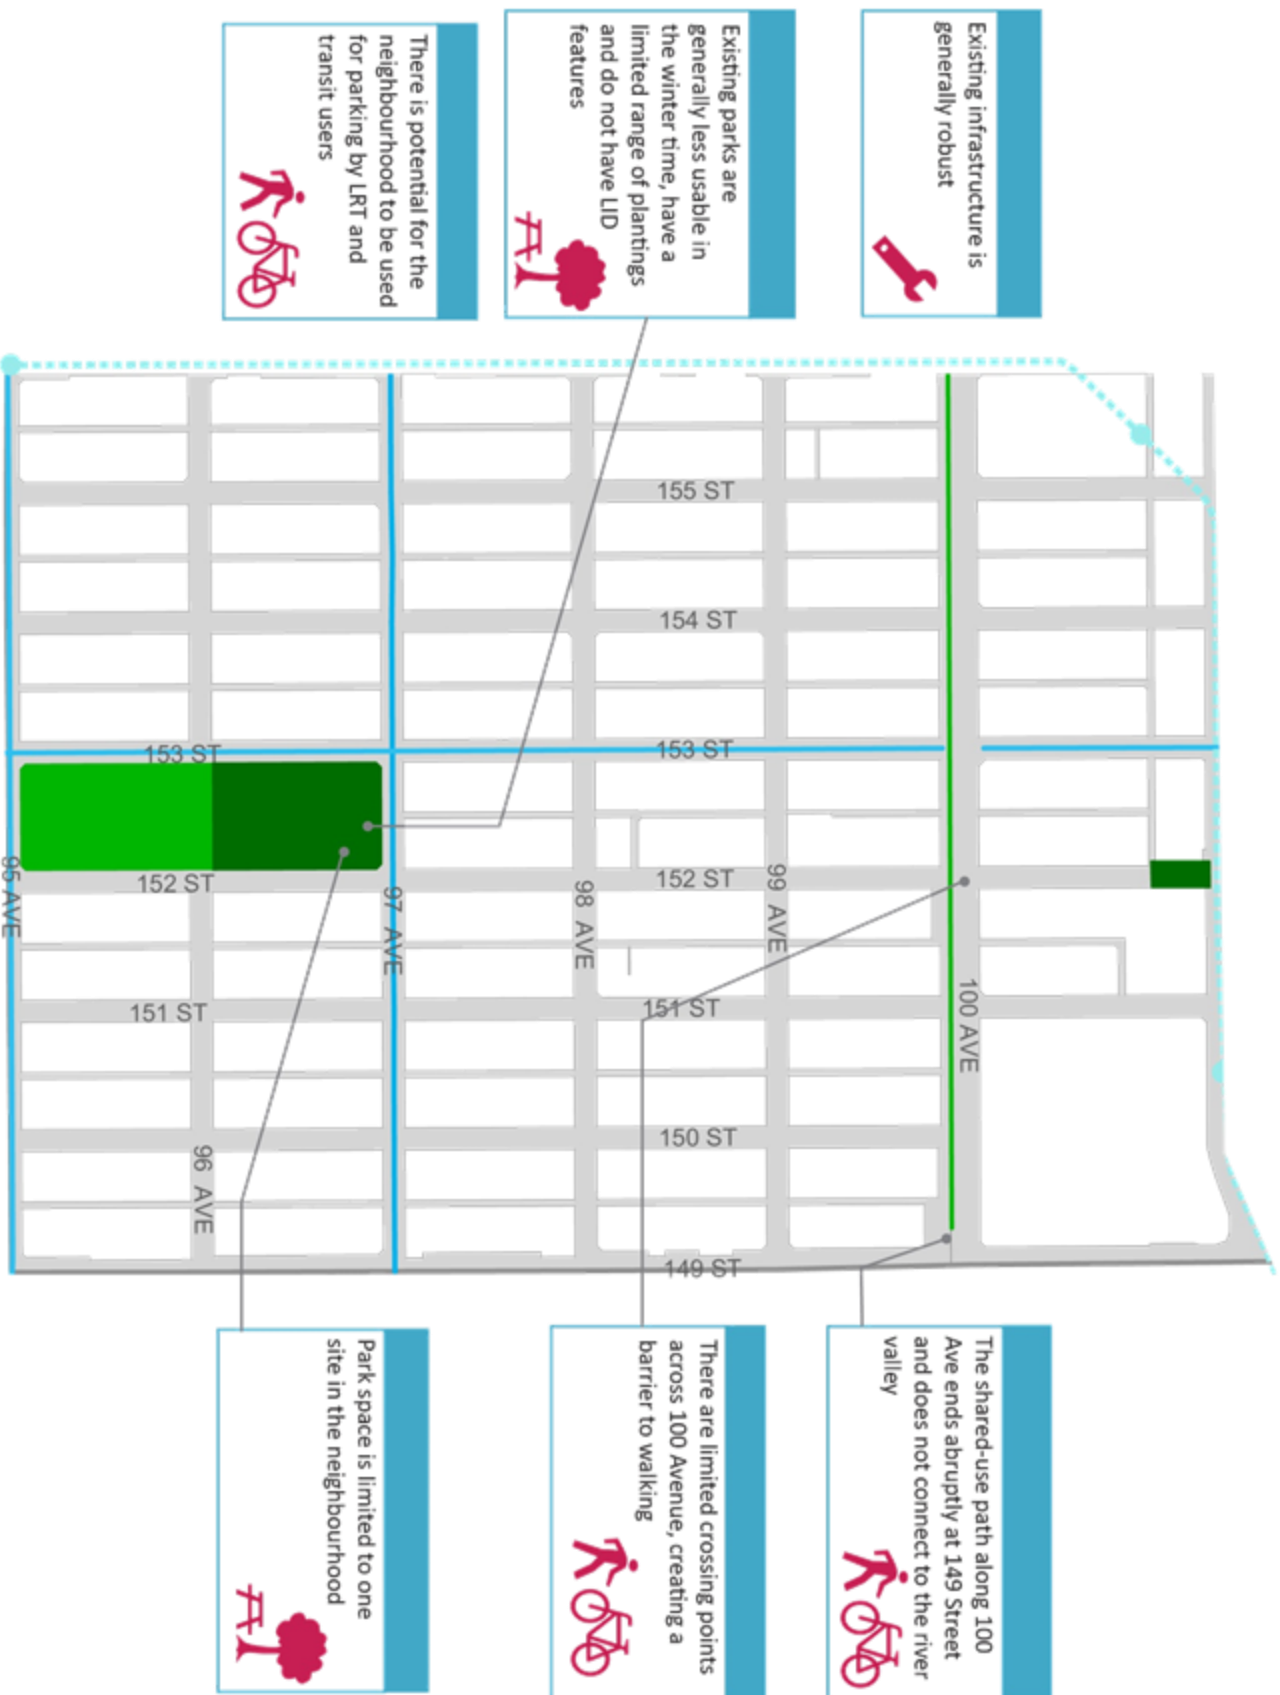 Existing infrastructure is
generally robust
Existing parks are
generally less usable in
the winter time, have a
limited range of plantings
and do not have LID
features
There is potential for the
neighbourhood to be used
for parking by LRT and
transit users
155 ST
154 ST
153 ST
153 ST
152 ST
152 ST
151 ST
151 ST
150 ST
149 ST
100 AVE
99 AVE
98 AVE
97 AVE
96 AVE
95 AVE
The shared-use path along 100
Ave ends abruptly at 149 Street
and does not connect to the river
valley
There are limited crossing points
across 100 Avenue, creating a
barrier to walking
Park space is limited to one
site in the neighbourhood